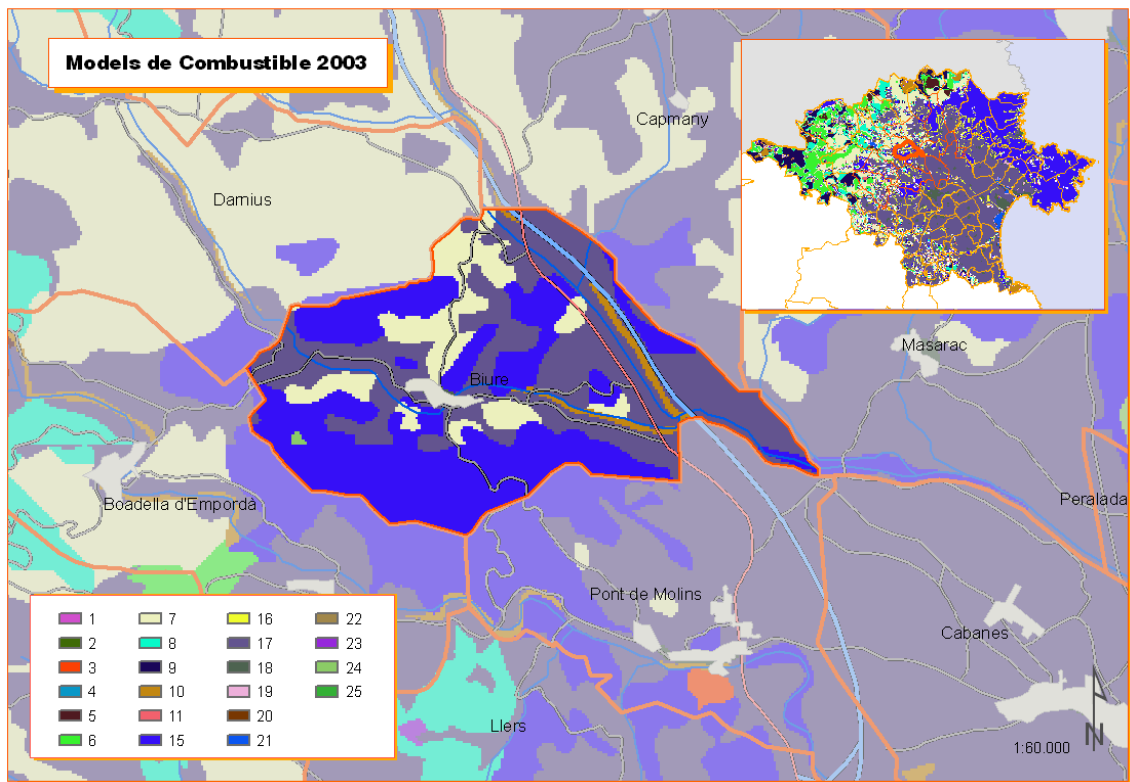 Models de Combustible 2003
Capmany
Darnius
Masarac
Biure
Boadella d'Empordà
Peralada
Pont de Molins
Cabanes
Llers
1:60.000
N
1 7 16 22
2 8 17 23
3 9 18 24
4 10 19 25
5 11 20
6 15 21